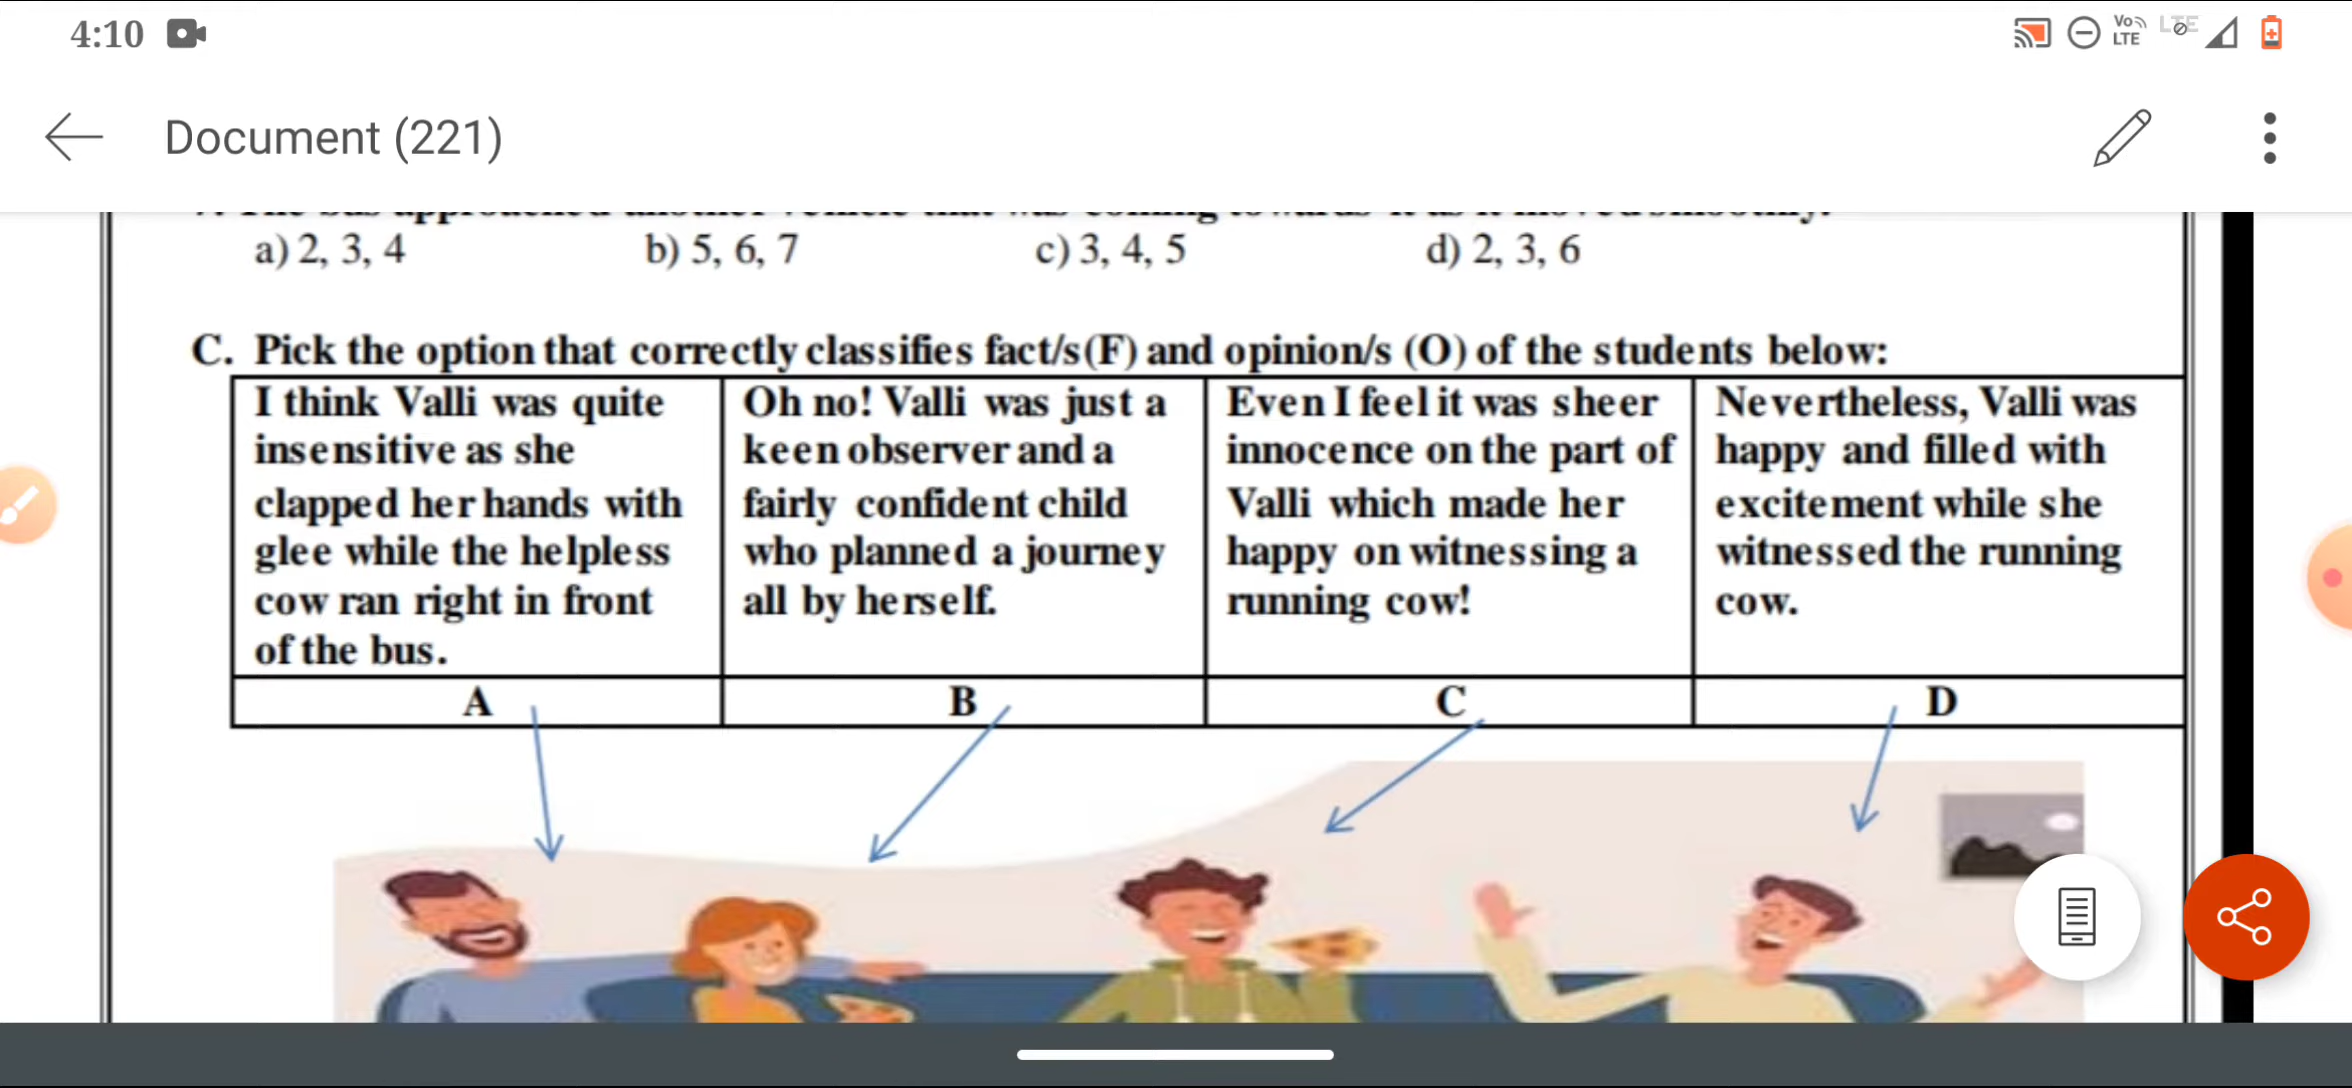 4:10
Vo
LTE
LTE
Document (221)
a) 2, 3, 4 b) 5, 6, 7 c) 3, 4, 5 d) 2, 3, 6
C. Pick the option that correctly classifies fact/s (F) and opinion/s (O) of the students below:
I think Valli was quite
insensitive as she
clapped her hands with
glee while the helpless
cow ran right in front
of the bus.
A
Oh no! Valli was just a
keen observer and a
fairly confident child
who planned a journey
all by herself.
B
Even I feel it was sheer
innocence on the part of
Valli which made her
happy on witnessing a
running cow!
C
Nevertheless, Valli was
happy and filled with
excitement while she
witnessed the running
cow.
D